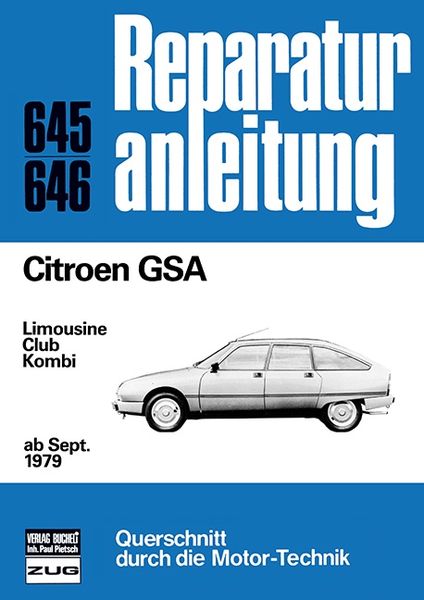 Reparatur
anleitung
645
646
Citroen GSA
Limousine
Club
Kombi
ab Sept.
1979
VERLAG BUCHELI
Inh. Paul Pietsch
ZUG
Querschnitt
durch die Motor-Technik